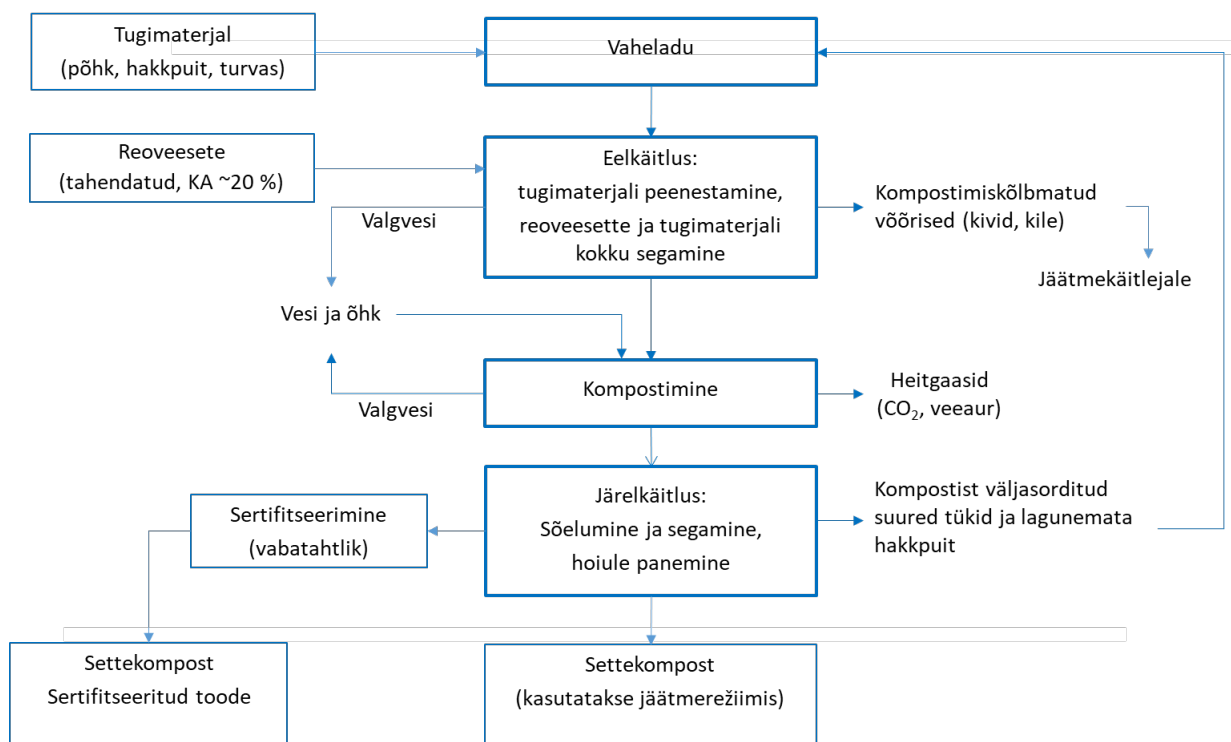 Tugimaterjal
(põhk, hakkpuit, turvas)
Vaheladu
Reoveesete
(tahendatud, KA ~20 %)
Eelkäitlus:
tugimaterjali peenestamine,
reoveesette ja tugimaterjali
kokku segamine
Kompostimiskõlbmatud
võõrised (kivid, kile)
Valgvesi
Jäätmekäitlejale
Vesi ja õhk
Kompostimine
Heitgaasid
(CO₂, veeaur)
Valgvesi
Järelkäitlus:
Sõelumine ja segamine,
hoiule panemine
Kompostist väljasorditud
suured tükid ja lagunemata
hakkpuit
Sertifitseerimine
(vabatahtlik)
Settekompost
Sertifitseeritud toode
Settekompost
(kasutatakse jäätmerežiimis)